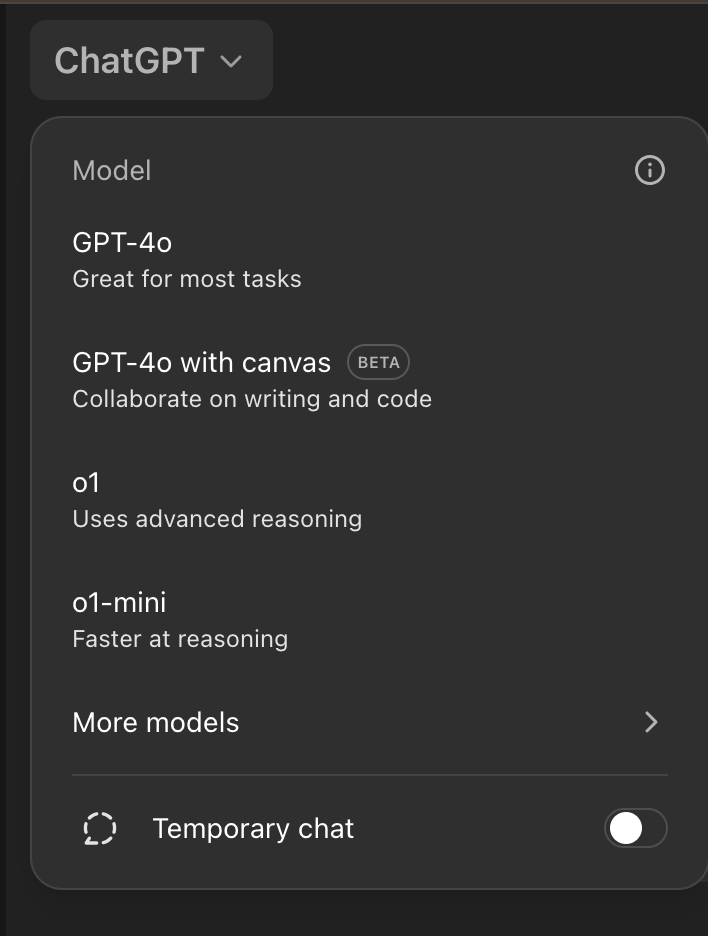 ChatGPT
Model
GPT-4o
Great for most tasks
GPT-4o with canvas BETA
Collaborate on writing and code
o1
Uses advanced reasoning
o1-mini
Faster at reasoning
More models
Temporary chat